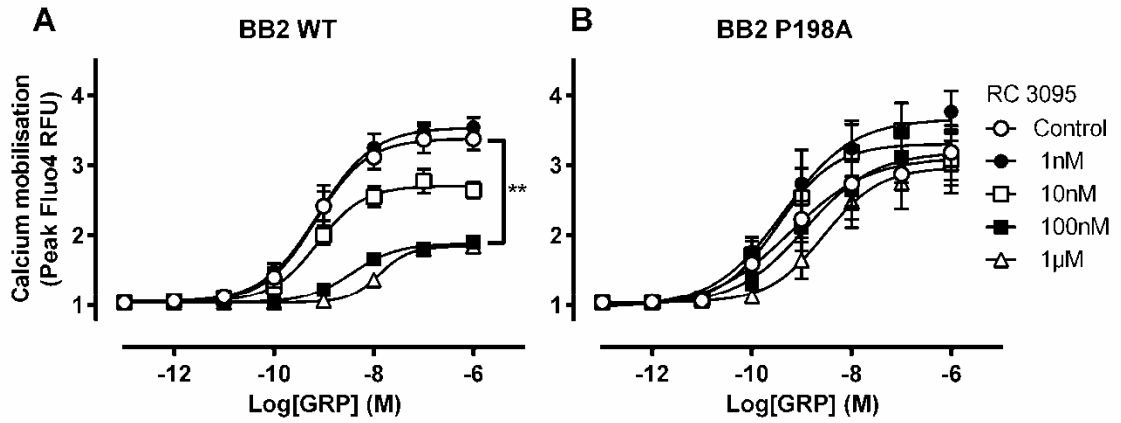 A
BB2 WT
Calcium mobilisation
(Peak Fluo4 RFU)
4
3
2
1
**
-12
-10
-8
-6
Log[GRP] (M)
B
BB2 P198A
4
3
2
1
-12
-10
-8
-6
Log[GRP] (M)
RC 3095
Control
1nM
10nM
100nM
1µM